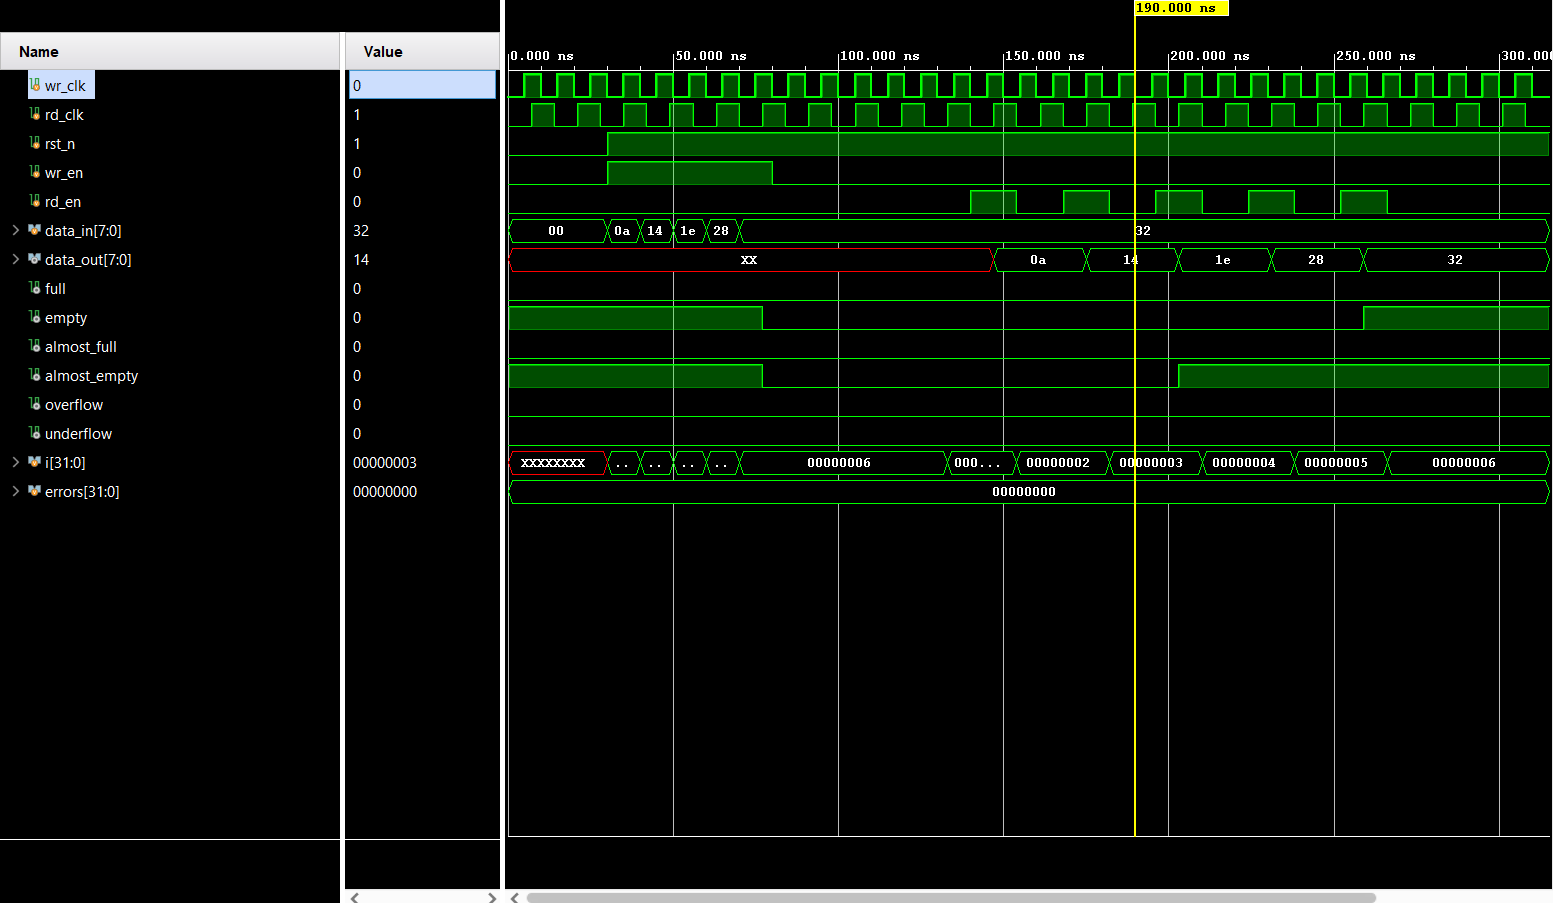 190.000 ns
Name Value
0.000 ns 50.000 ns 100.000 ns 150.000 ns 200.000 ns 250.000 ns 300.00
wr_clk 0
rd_clk 1
rst_n 1
wr_en 0
rd_en 0
data_in[7:0] 32 00 0a 14 1e 28 32
data_out[7:0] 14 XX 0a 14 1e 28 32
full 0
empty 0
almost_full 0
almost_empty 0
overflow 0
underflow 0
i[31:0] 00000003 XXXXXXXX .. .. .. .. 00000006 000... 00000002 00000003 00000004 00000005 00000006
errors[31:0] 00000000 00000000